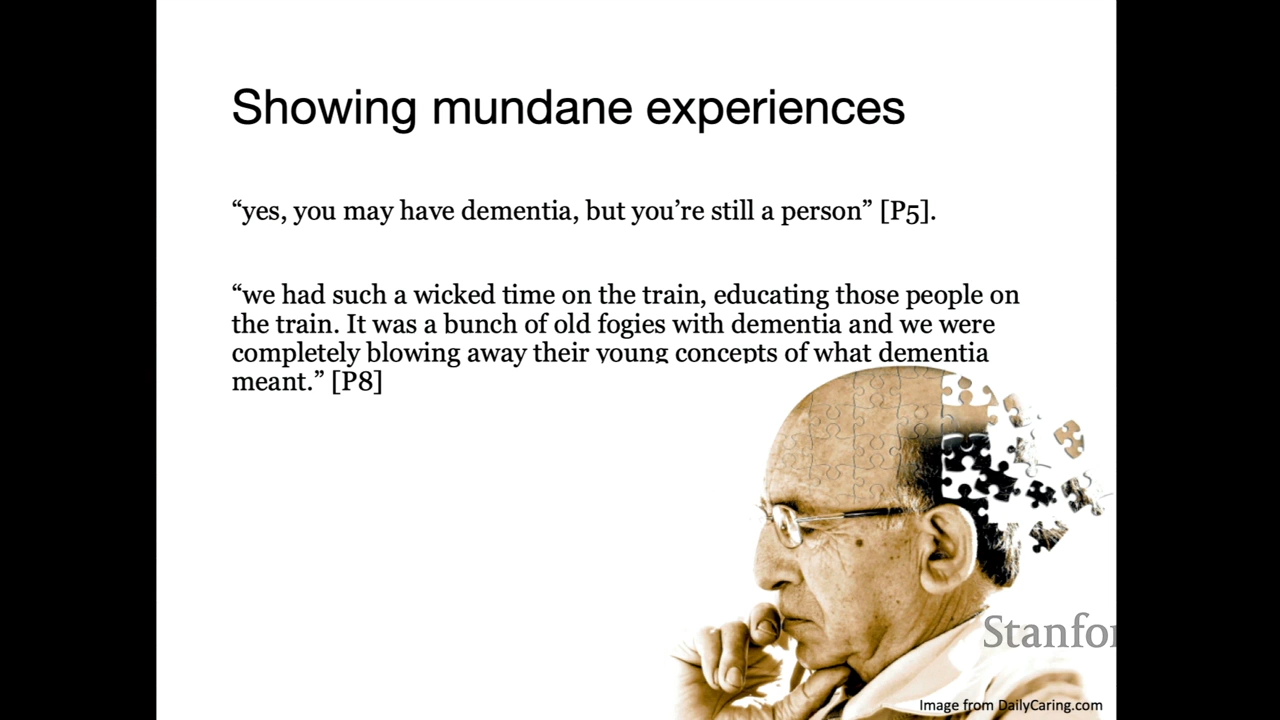 Showing mundane experiences
“yes, you may have dementia, but you’re still a person” [P5].
“we had such a wicked time on the train, educating those people on
the train. It was a bunch of old fogies with dementia and we were
completely blowing away their young concepts of what dementia
meant.” [P8]
Stanfor
Image from DailyCaring.com